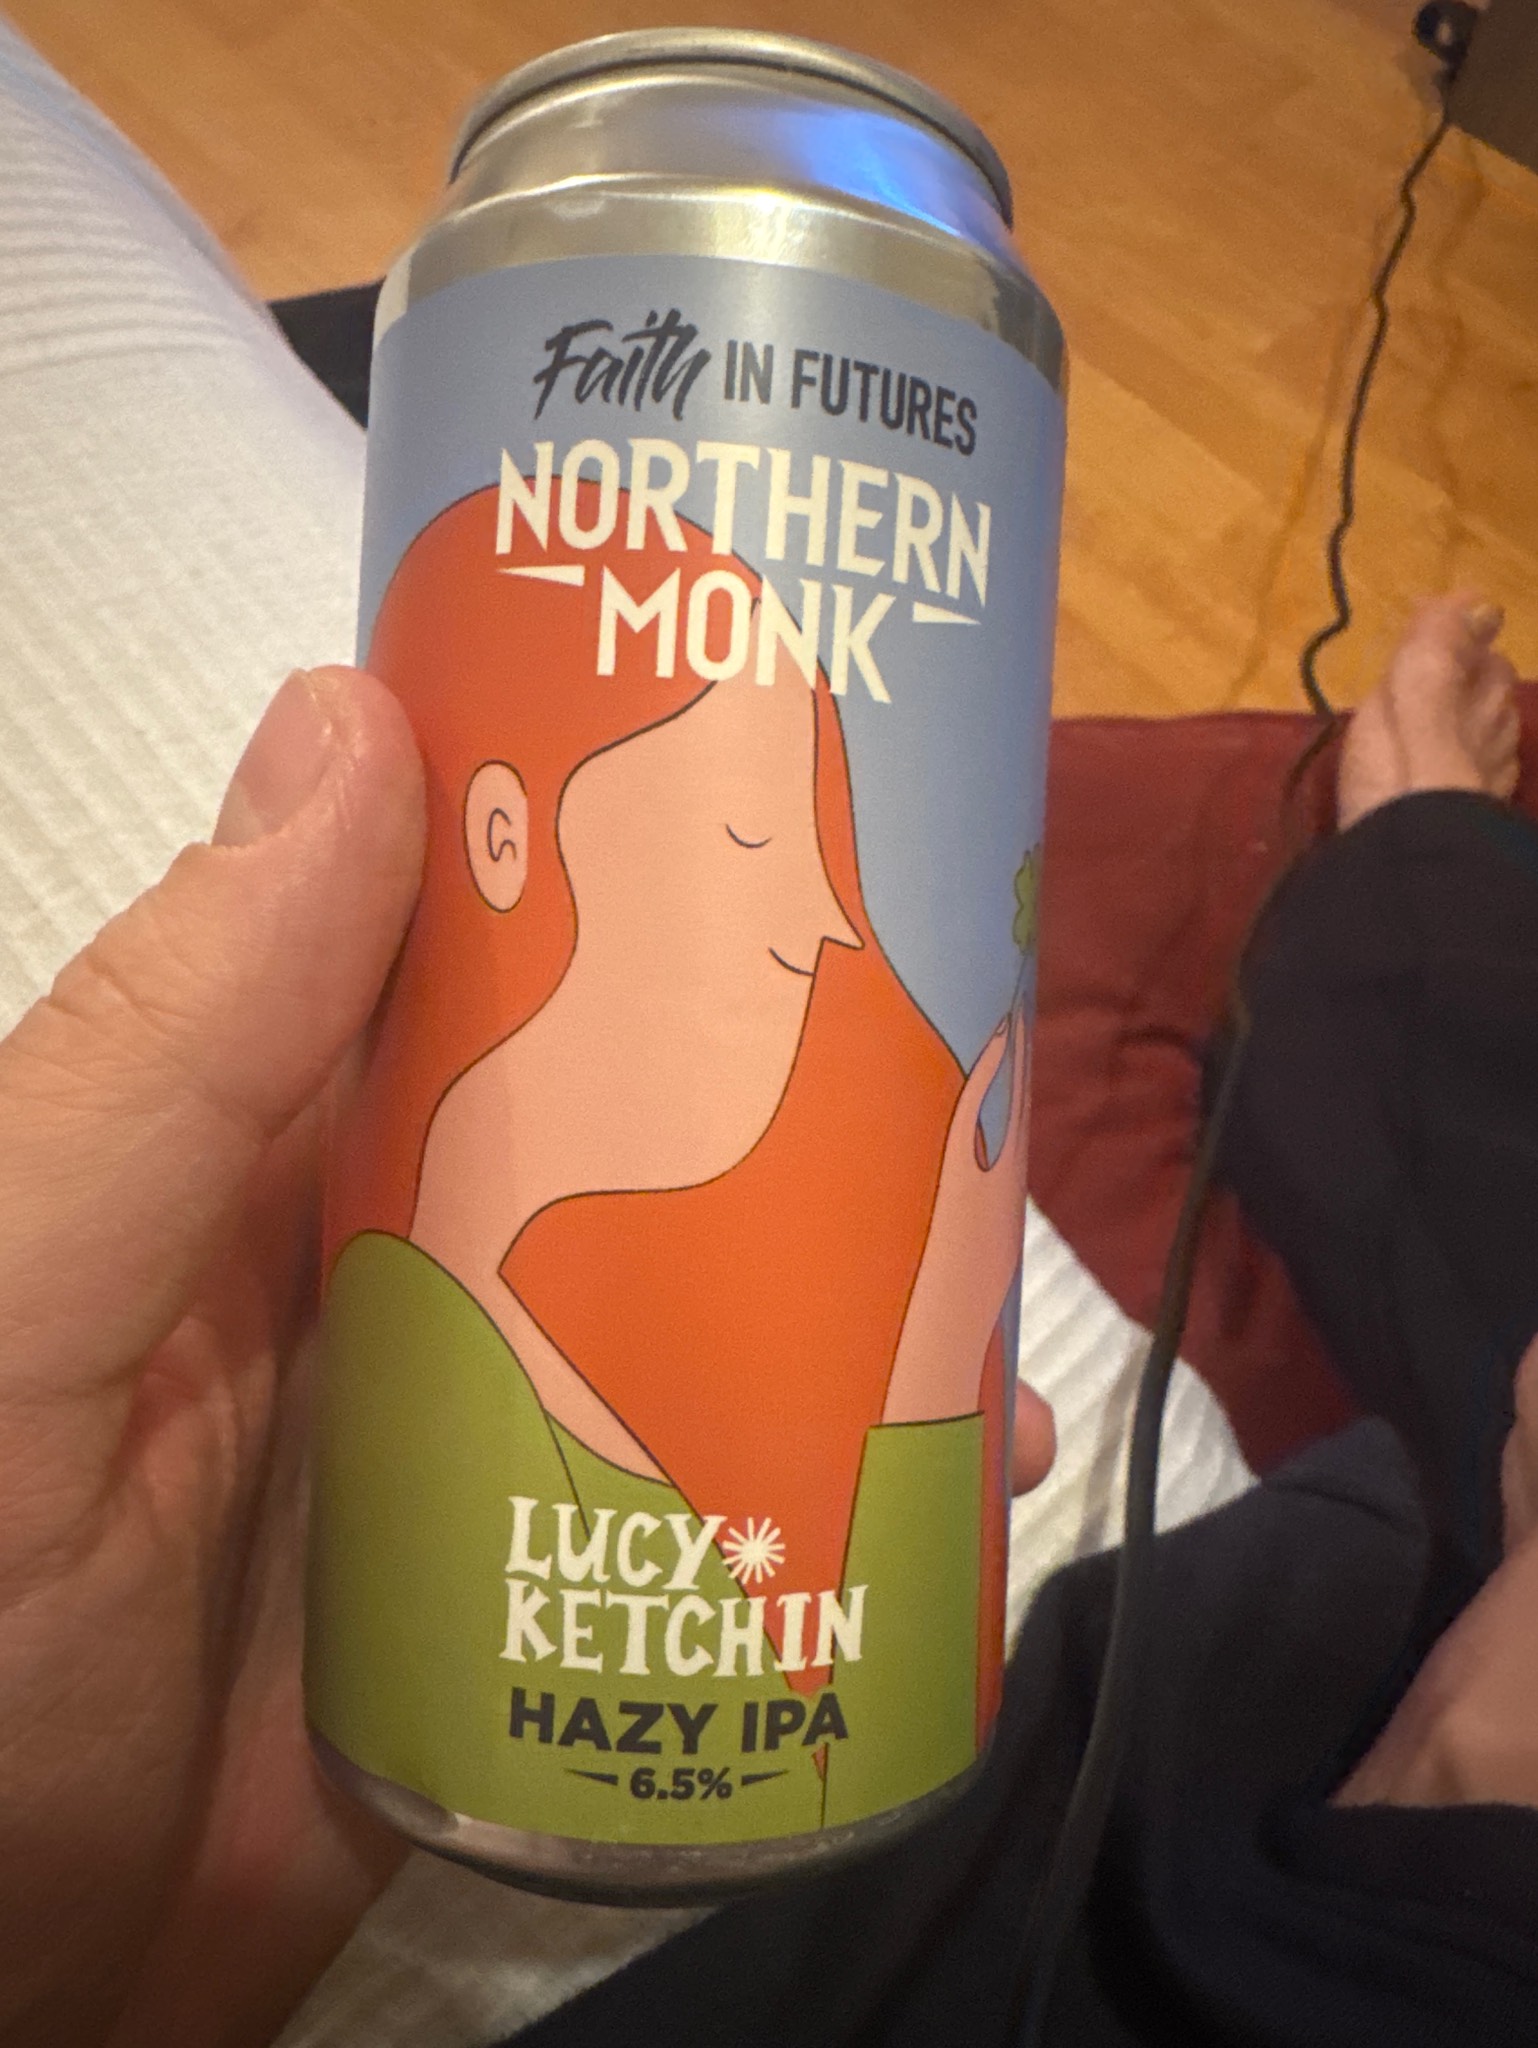 Faith IN FUTURES
NORTHERN
MONK
LUCY
KETCHIN
HAZY IPA
6.5%